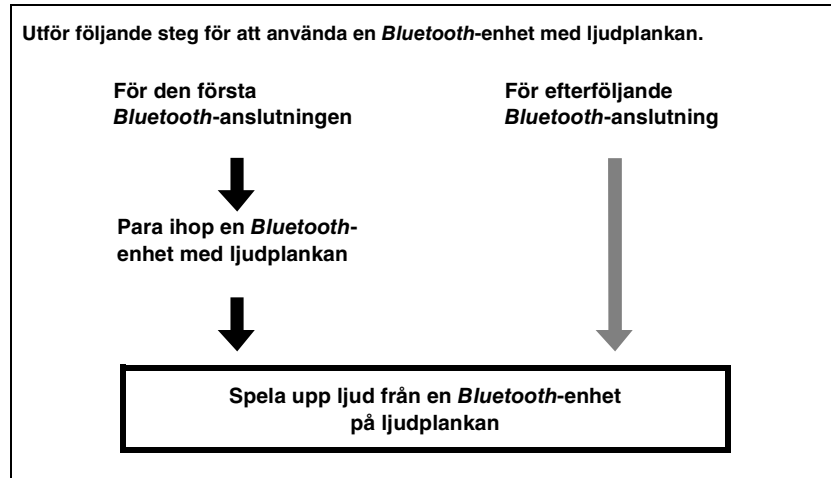 Utför följande steg för att använda en Bluetooth-enhet med ljudplankan.
För den första
Bluetooth-anslutningen
För efterföljande
Bluetooth-anslutning
Para ihop en Bluetooth-
enhet med ljudplankan
Spela upp ljud från en Bluetooth-enhet
på ljudplankan